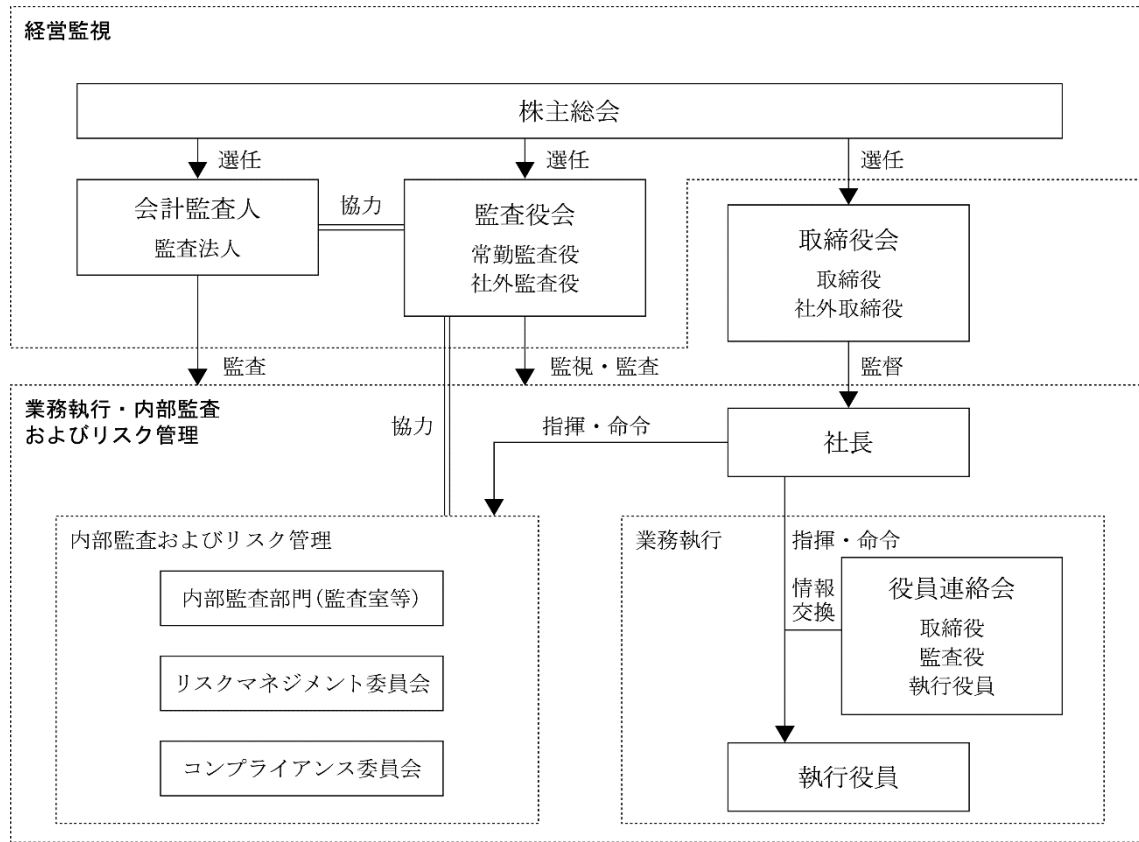 経営監視
株主総会
選任
選任
選任
会計監査人
監査法人
協力
監査役会
常勤監査役
社外監査役
取締役会
取締役
社外取締役
監査
監視・監査
監督
業務執行・内部監査
およびリスク管理
協力
指揮・命令
社長
内部監査およびリスク管理
内部監査部門(監査室等)
リスクマネジメント委員会
コンプライアンス委員会
業務執行
指揮・命令
情報
交換
役員連絡会
取締役
監査役
執行役員
執行役員